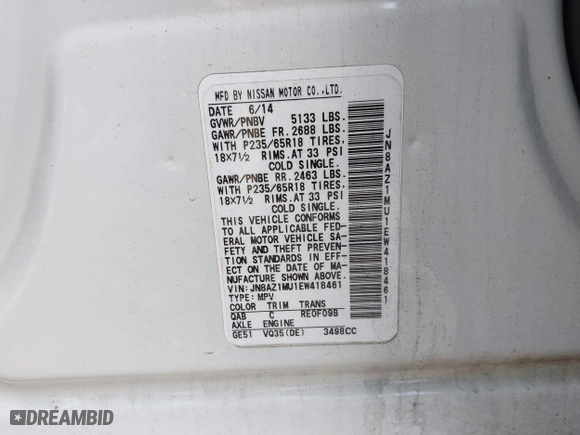 MFD BY NISSAN MOTOR CO.,LTD.
DATE 6/14
GVWR/PNBV 5133 LBS.
GAWR/PNBE FR. 2688 LBS.
WITH P235/65R18 TIRES,
18X7½ RIMS.AT 33 PSI
COLD SINGLE.
GAWR/PNBE RR. 2463 LBS.
WITH P235/65R18 TIRES,
18X7½ RIMS.AT 33 PSI
COLD SINGLE.
THIS VEHICLE CONFORMS
TO ALL APPLICABLE FED-
ERAL MOTOR VEHICLE SA-
FETY AND THEFT PREVENTION
STANDARDS IN EFF-
ECT ON THE DATE OF MA-
NUFACTURE SHOWN ABOVE.
VIN:JN8AZ1MU1EW418461
TYPE:MPV
COLOR TRIM TRANS
QAB C RE0F09B
AXLE ENGINE
GE51 VQ35(DE) 3498CC
JN8AZ1MU1EW418461
DREAMBID